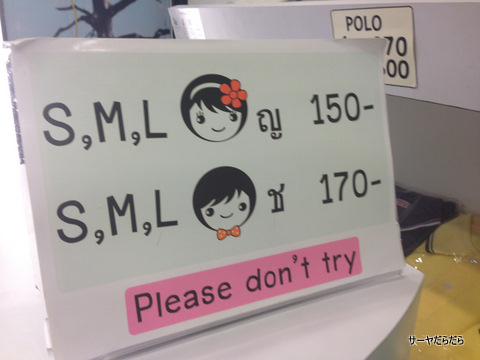 POLO
S,M,L ญ 150-
S,M,L ช 170-
Please don't try
サーヤだらだら